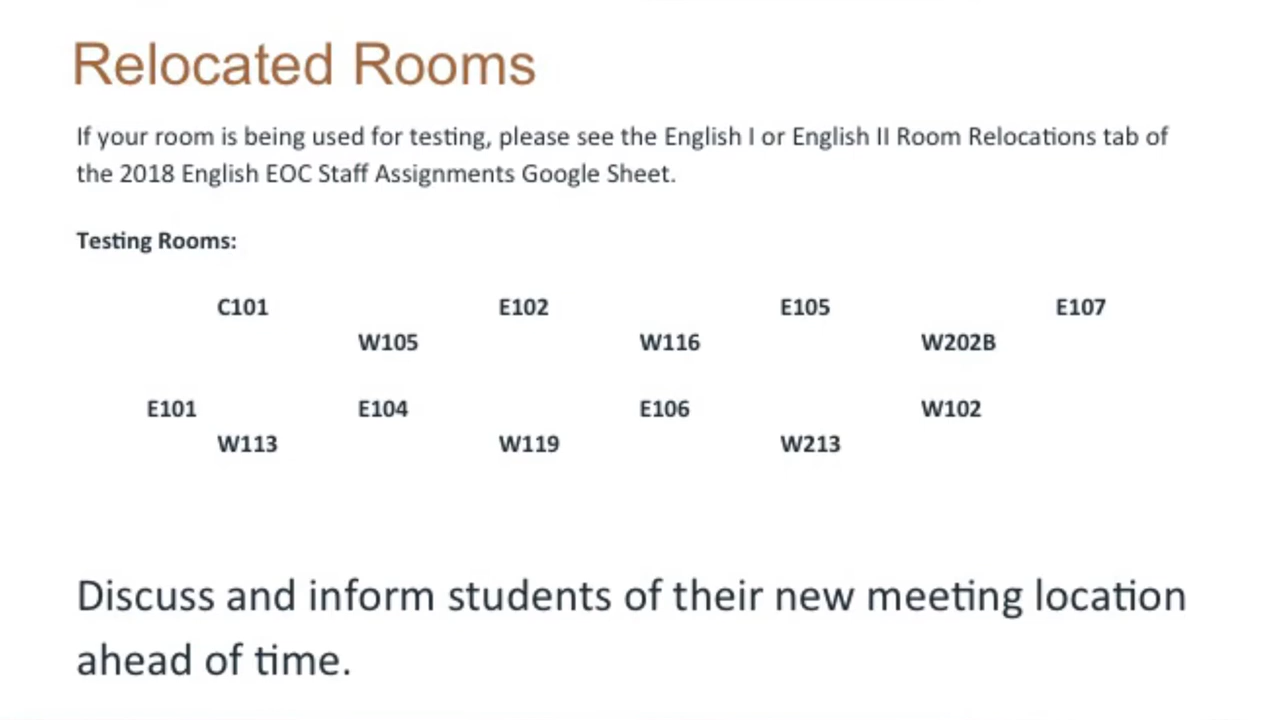 Relocated Rooms
If your room is being used for testing, please see the English I or English II Room Relocations tab of
the 2018 English EOC Staff Assignments Google Sheet.
Testing Rooms:
C101 E102 E105 E107
W105 W116 W202B
E101 E104 E106 W102
W113 W119 W213
Discuss and inform students of their new meeting location
ahead of time.